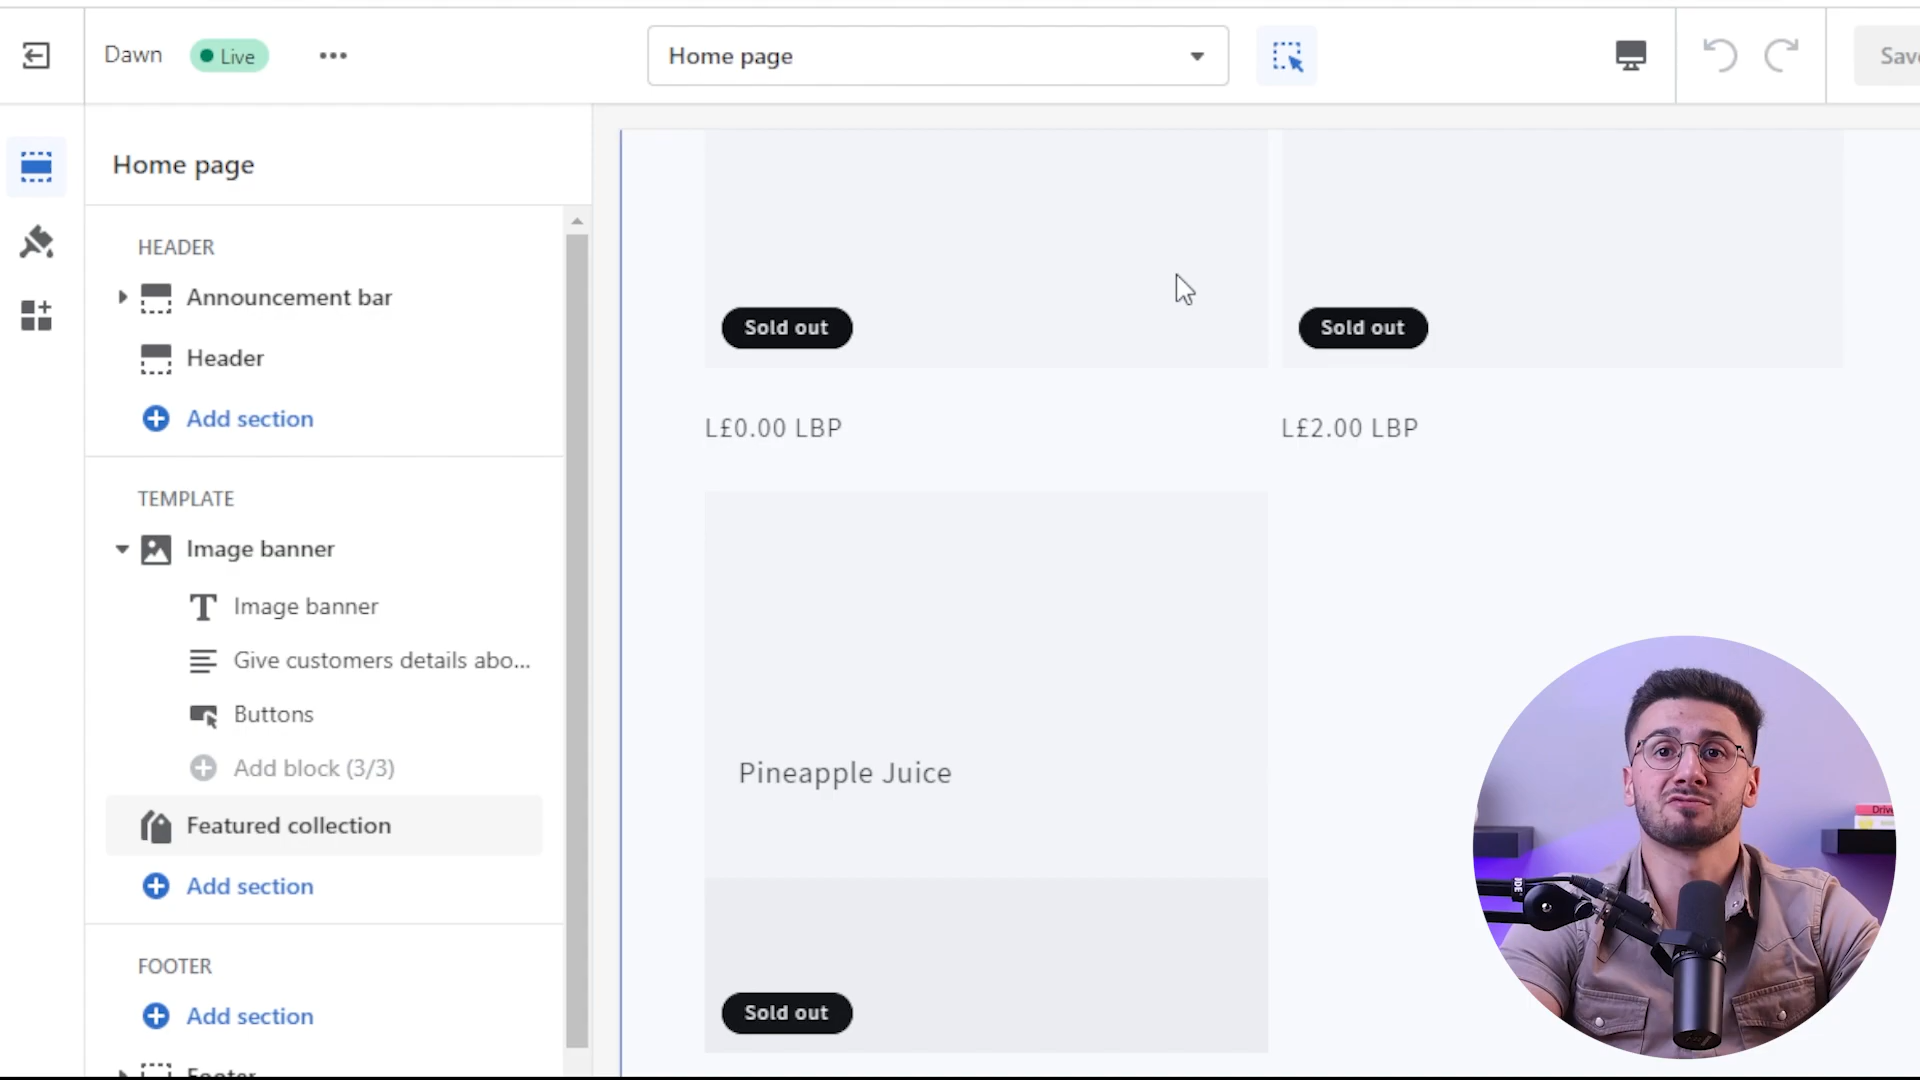 Dawn
Live
Home page
Save
Home page
HEADER
Announcement bar
Header
Add section
TEMPLATE
Image banner
Image banner
Give customers details abo...
Buttons
Add block (3/3)
Featured collection
Add section
FOOTER
Add section
Footer
Sold out
Sold out
L£0.00 LBP
L£2.00 LBP
Pineapple Juice
Sold out